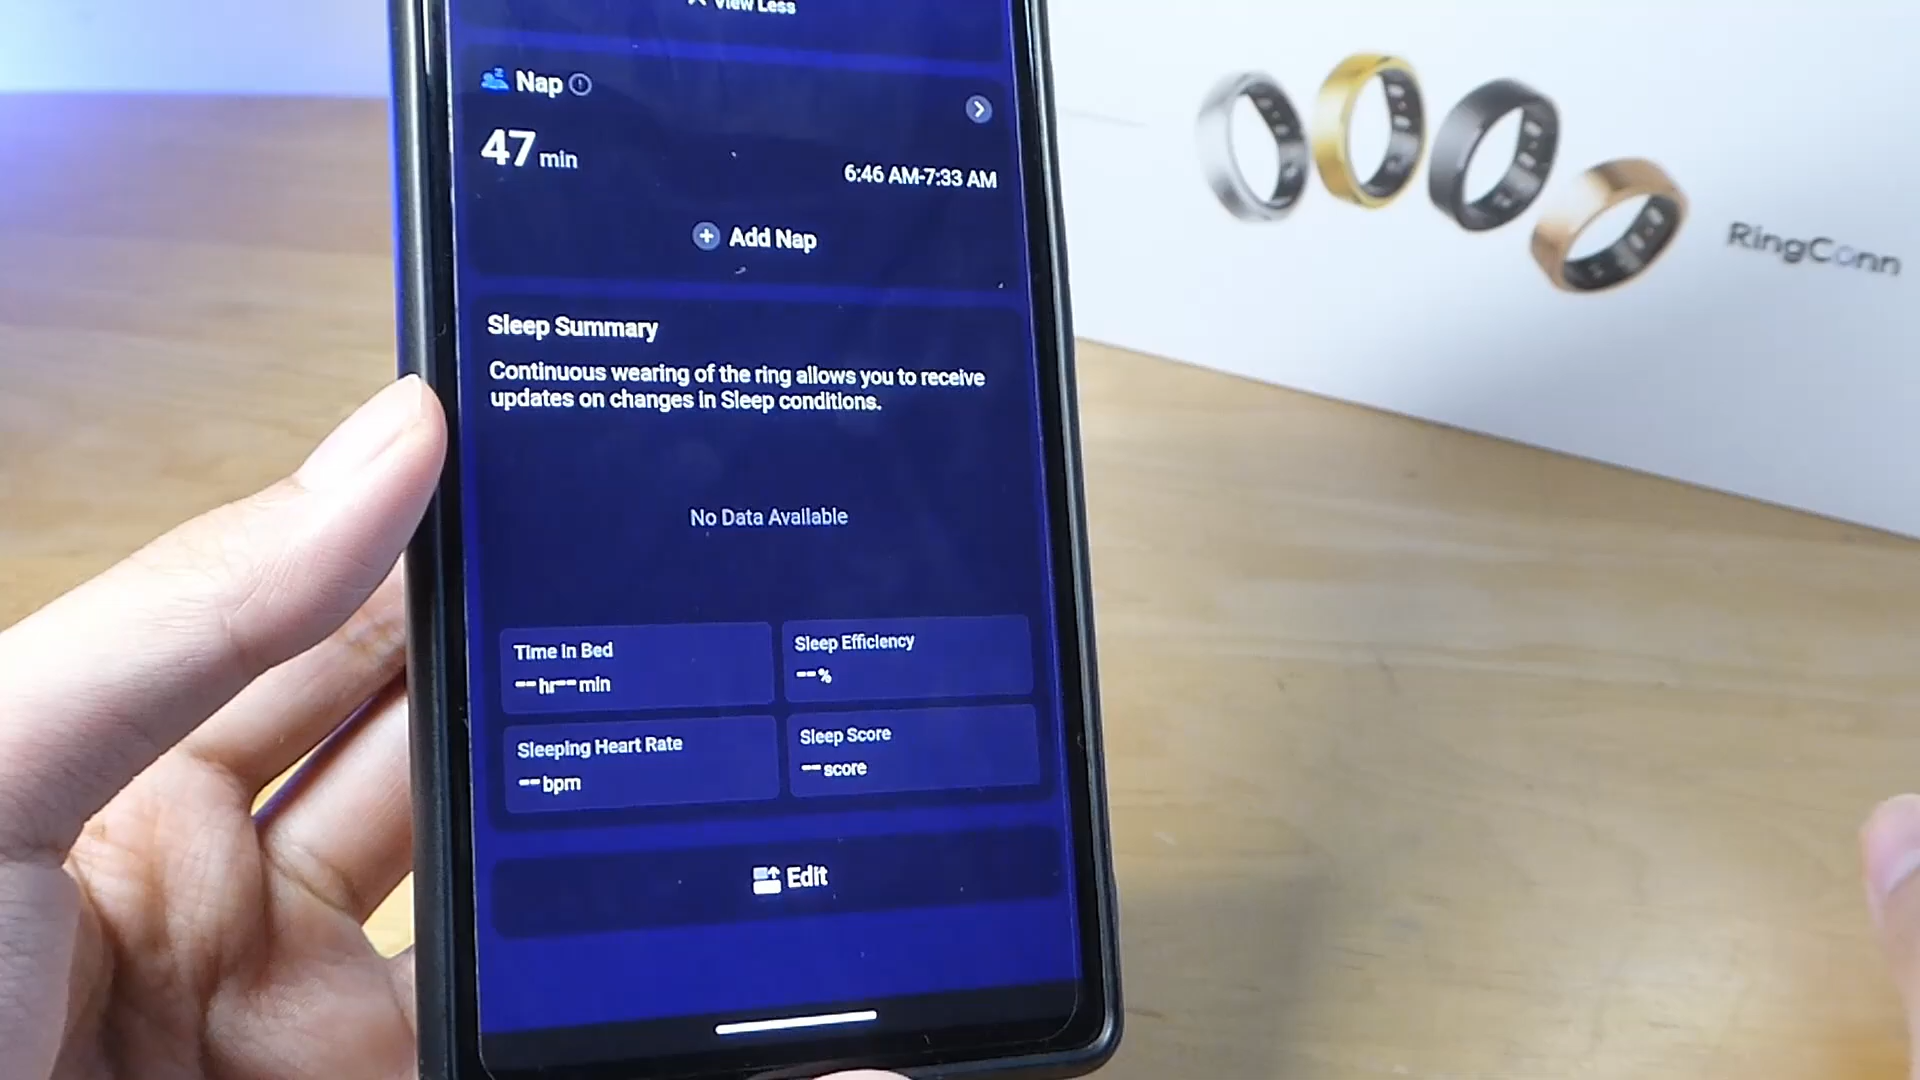 View Less
Nap
47 min
6:46 AM-7:33 AM
Add Nap
Sleep Summary
Continuous wearing of the ring allows you to receive
updates on changes in Sleep conditions.
No Data Available
Time in Bed
--hr--min
Sleep Efficiency
--%
Sleeping Heart Rate
--bpm
Sleep Score
--score
Edit
RingConn